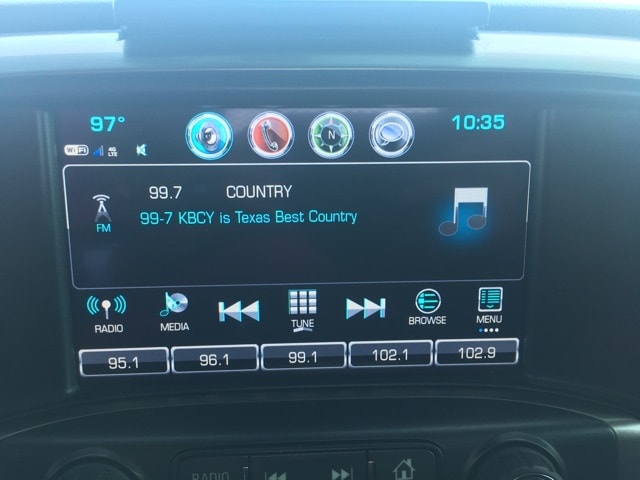 97° 10:35
WiFi 4G LTE N
99.7 COUNTRY
99-7 KBCY is Texas Best Country
FM
RADIO MEDIA TUNE BROWSE MENU
95.1 96.1 99.1 102.1 102.9
RADIO